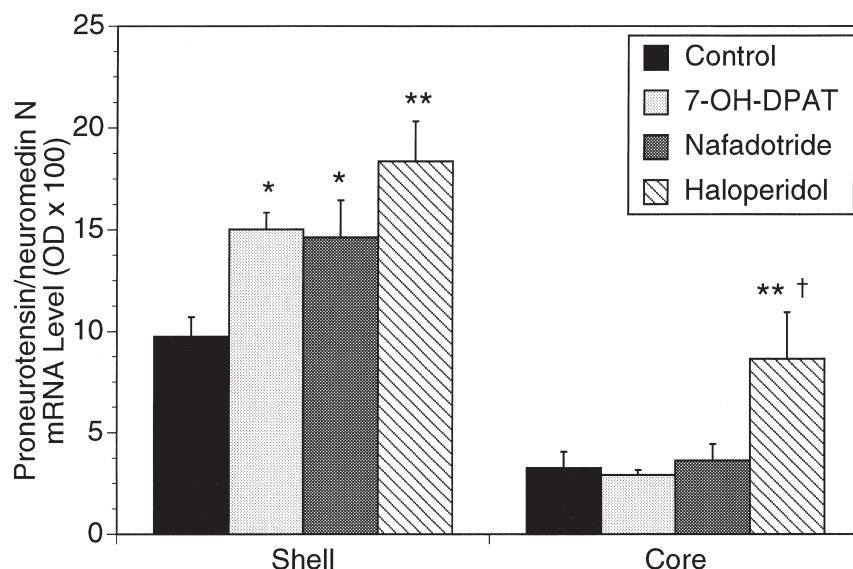 Proneurotensin/neuromedin N
mRNA Level (OD x 100)
25
20
15
10
5
0
*
*
**
** †
Control
7-OH-DPAT
Nafadotride
Haloperidol
Shell
Core